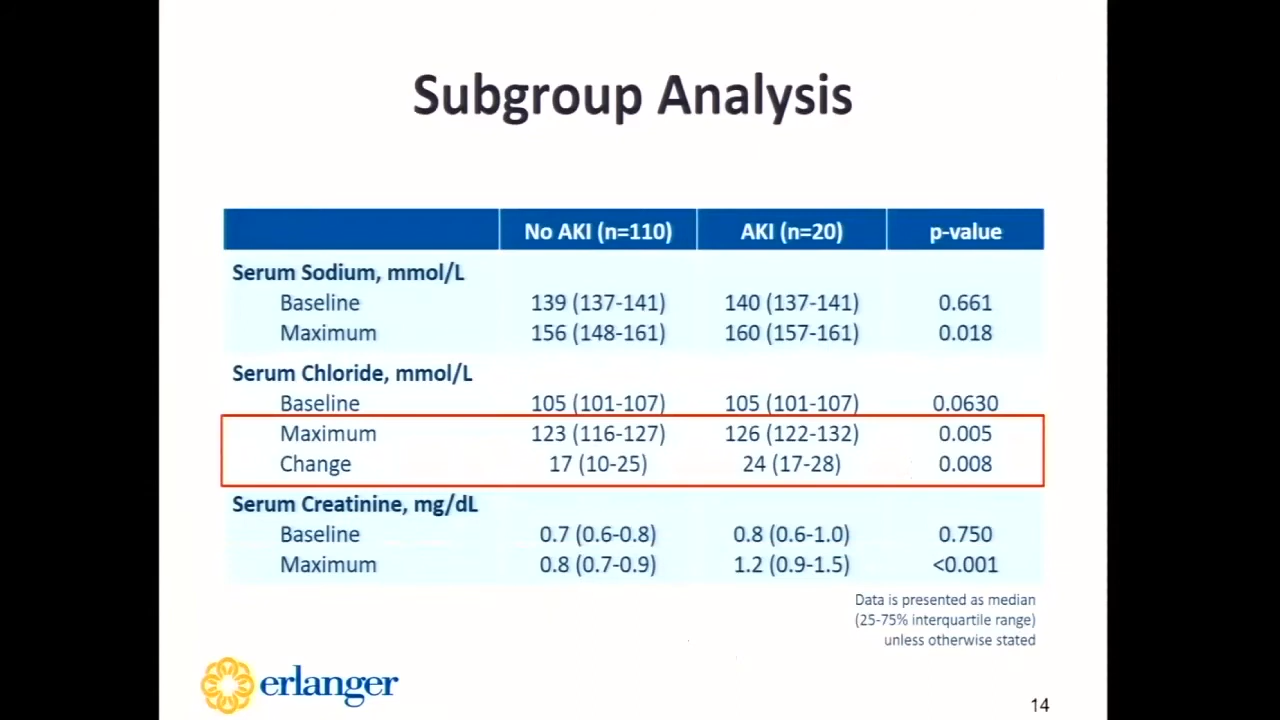 Subgroup Analysis
No AKI (n=110) AKI (n=20) p-value
Serum Sodium, mmol/L
Baseline 139 (137-141) 140 (137-141) 0.661
Maximum 156 (148-161) 160 (157-161) 0.018
Serum Chloride, mmol/L
Baseline 105 (101-107) 105 (101-107) 0.0630
Maximum 123 (116-127) 126 (122-132) 0.005
Change 17 (10-25) 24 (17-28) 0.008
Serum Creatinine, mg/dL
Baseline 0.7 (0.6-0.8) 0.8 (0.6-1.0) 0.750
Maximum 0.8 (0.7-0.9) 1.2 (0.9-1.5) <0.001
Data is presented as median
(25-75% interquartile range)
unless otherwise stated
erlanger
14